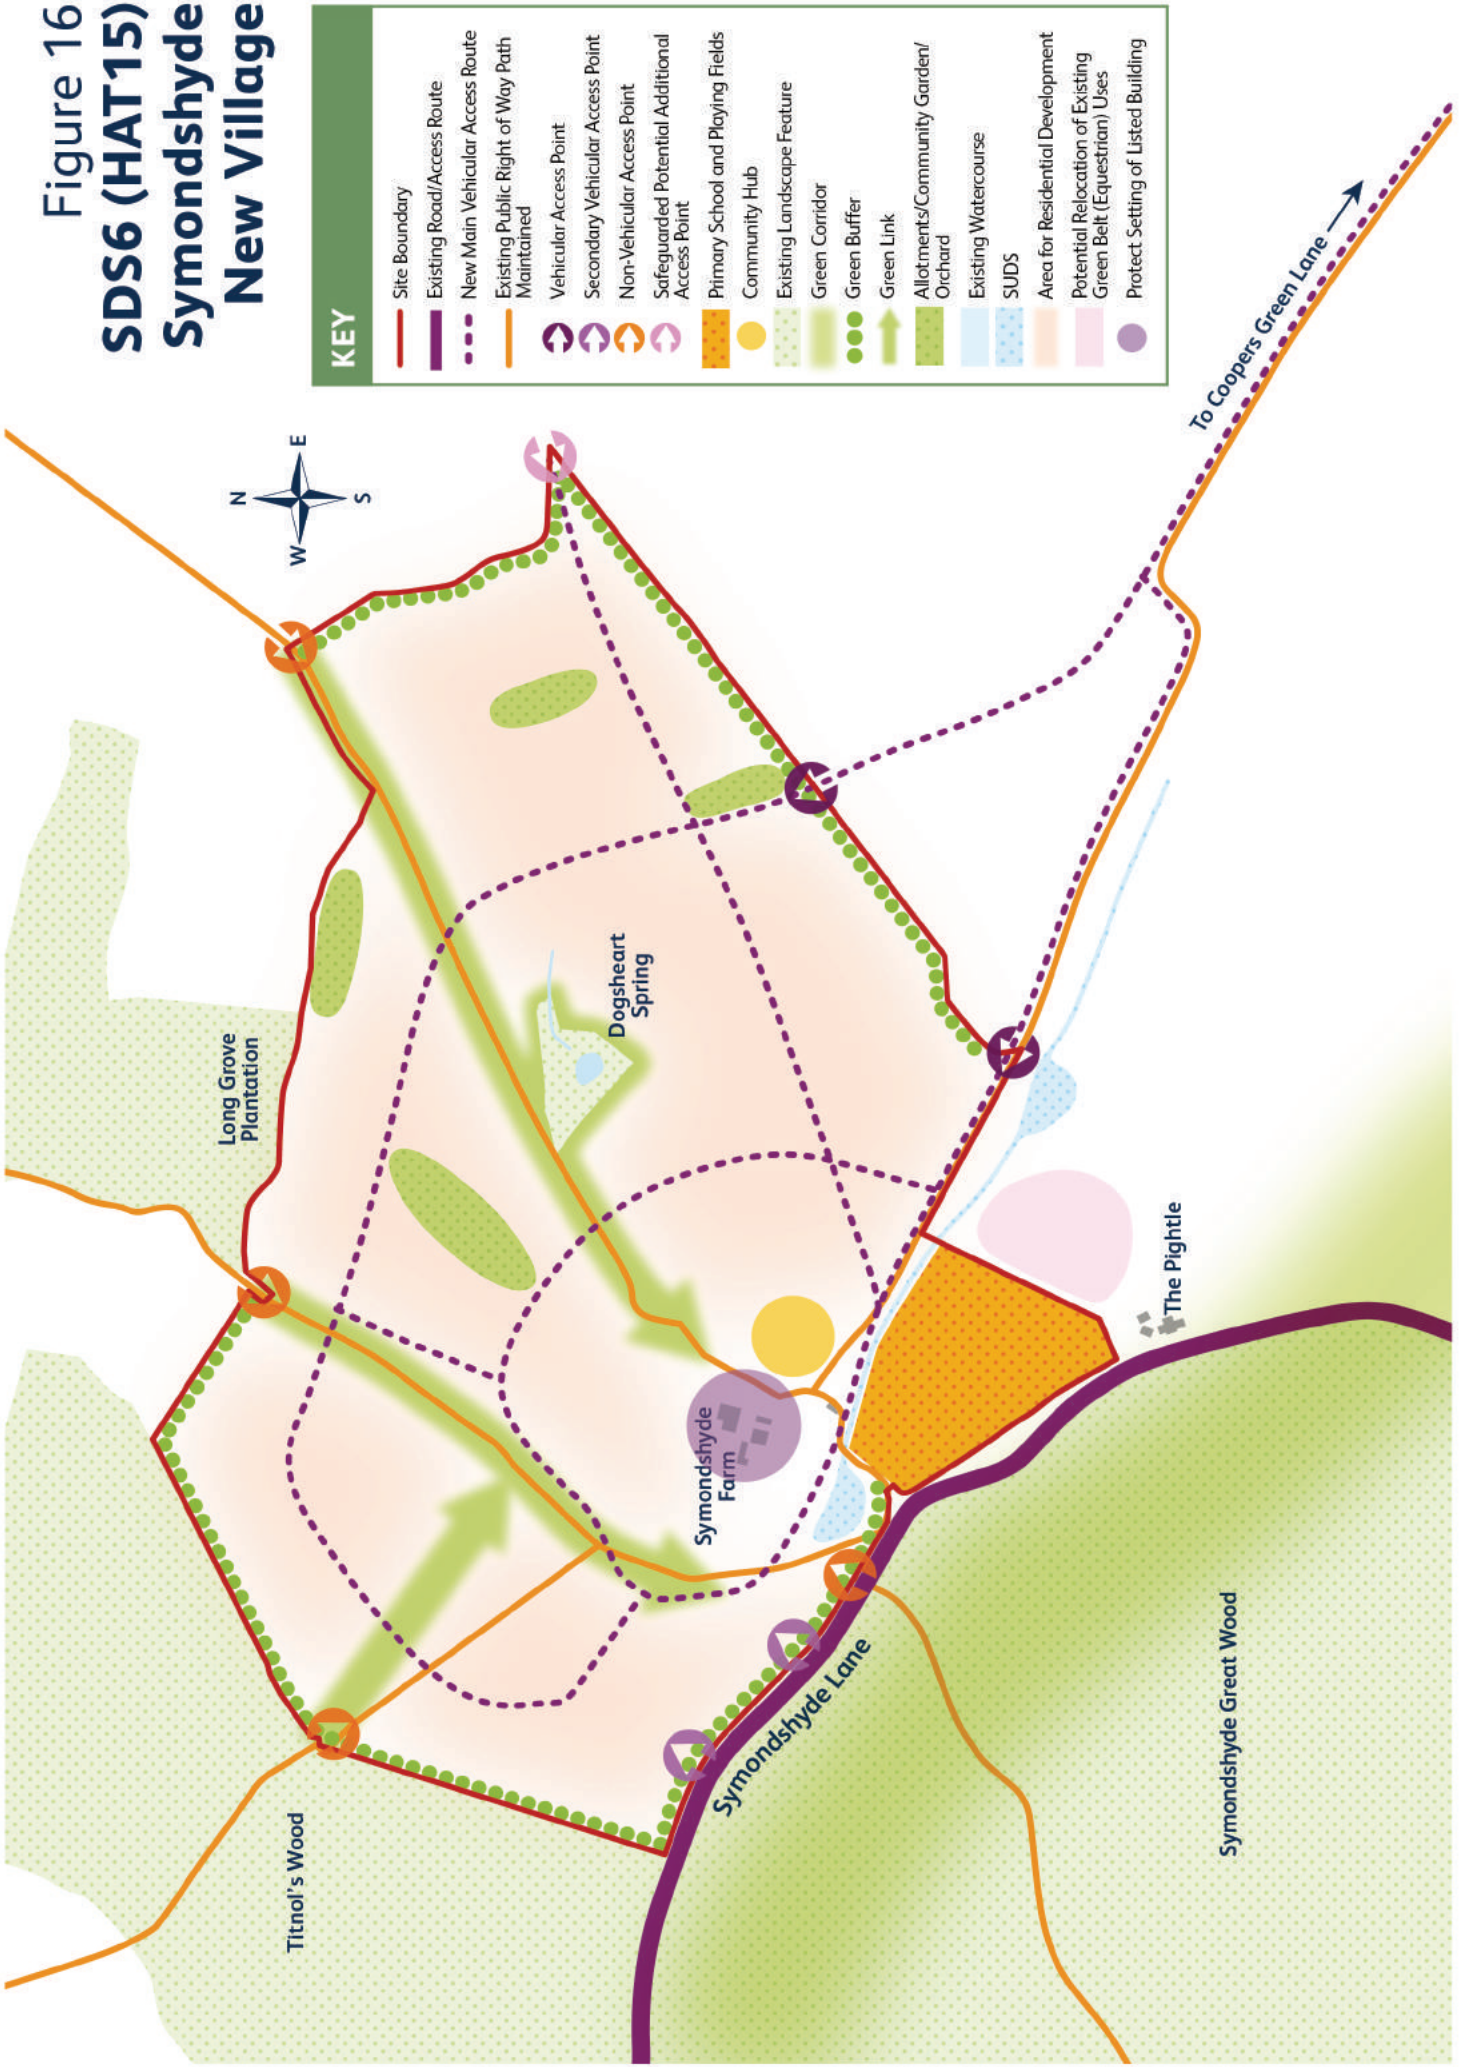 Figure 16
SDS6 (HAT15)
Symondshyde
New Village
KEY
Site Boundary
Existing Road/Access Route
New Main Vehicular Access Route
Existing Public Right of Way Path
Maintained
Vehicular Access Point
Secondary Vehicular Access Point
Non-Vehicular Access Point
Safeguarded Potential Additional
Access Point
Primary School and Playing Fields
Community Hub
Existing Landscape Feature
Green Corridor
Green Buffer
Green Link
Allotments/Community Garden/
Orchard
Existing Watercourse
SUDS
Area for Residential Development
Potential Relocation of Existing
Green Belt (Equestrian) Uses
Protect Setting of Listed Building
N
E
S
W
To Coopers Green Lane
Long Grove
Plantation
Dogsheart
Spring
Symondshyde
Farm
The Pightle
Titnol's Wood
Symondshyde Lane
Symondshyde Great Wood